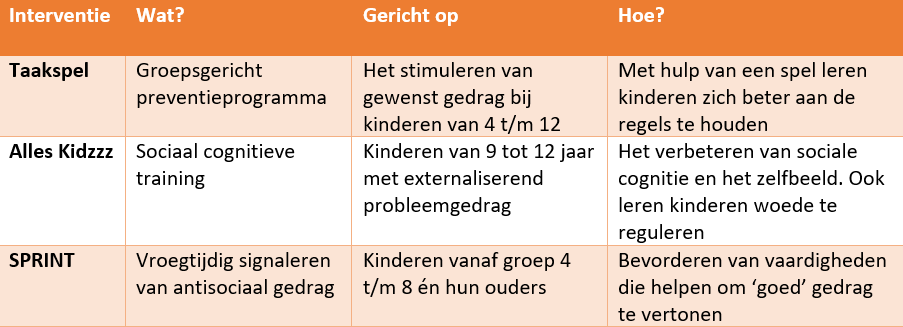 Interventie Wat? Gericht op Hoe?
Taakspel Groepsgericht Het stimuleren van Met hulp van een spel leren
preventieprogramma gewenst gedrag bij kinderen zich beter aan de
kinderen van 4 t/m 12 regels te houden
Alles Kidzzz Sociaal cognitieve Kinderen van 9 tot 12 jaar Het verbeteren van sociale
training met externaliserend cognitie en het zelfbeeld. Ook
probleemgedrag leren kinderen woede te
reguleren
SPRINT Vroegtijdig signaleren Kinderen vanaf groep 4 Bevorderen van vaardigheden
van antisociaal gedrag t/m 8 én hun ouders die helpen om ‘goed’ gedrag
te vertonen